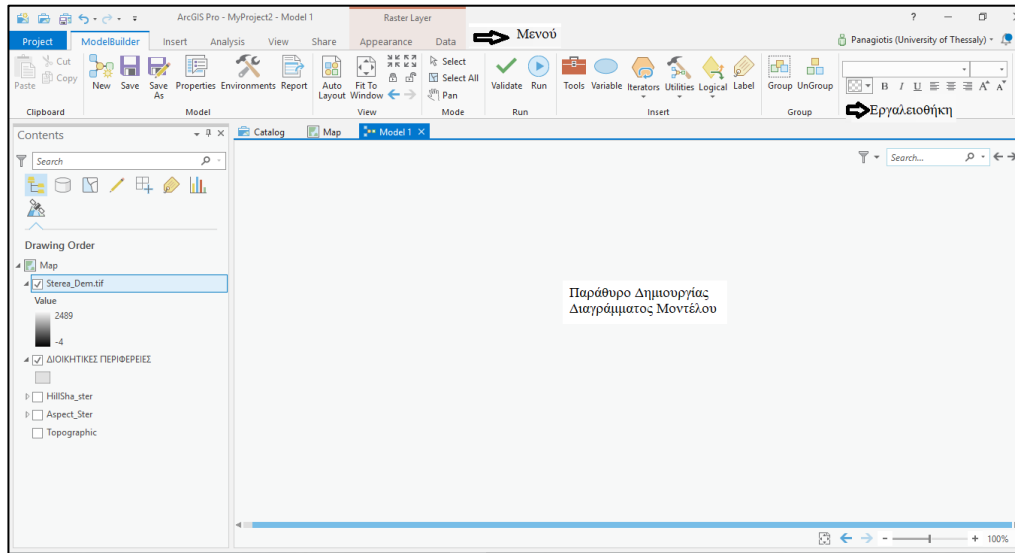 ArcGIS Pro - MyProject2 - Model 1
Raster Layer
?
Project ModelBuilder Insert Analysis View Share Appearance Data
Μενού
Panagiotis (University of Thessaly)
Paste
Cut
Copy
New
Save
Save As
Properties
Environments
Report
Auto Layout
Fit To Window
Select
Select All
Pan
Validate
Run
Tools
Variable
Iterators
Utilities
Logical
Label
Group
UnGroup
B I U A A
Clipboard
Model
View
Mode
Run
Insert
Group
Εργαλειοθήκη
Contents
Catalog
Map
Model 1
Search
Search...
Drawing Order
Map
Sterea_Dem.tif
Value
2489
-4
ΔΙΟΙΚΗΤΙΚΕΣ ΠΕΡΙΦΕΡΕΙΕΣ
HillSha_ster
Aspect_Ster
Topographic
Παράθυρο Δημιουργίας
Διαγράμματος Μοντέλου
100%